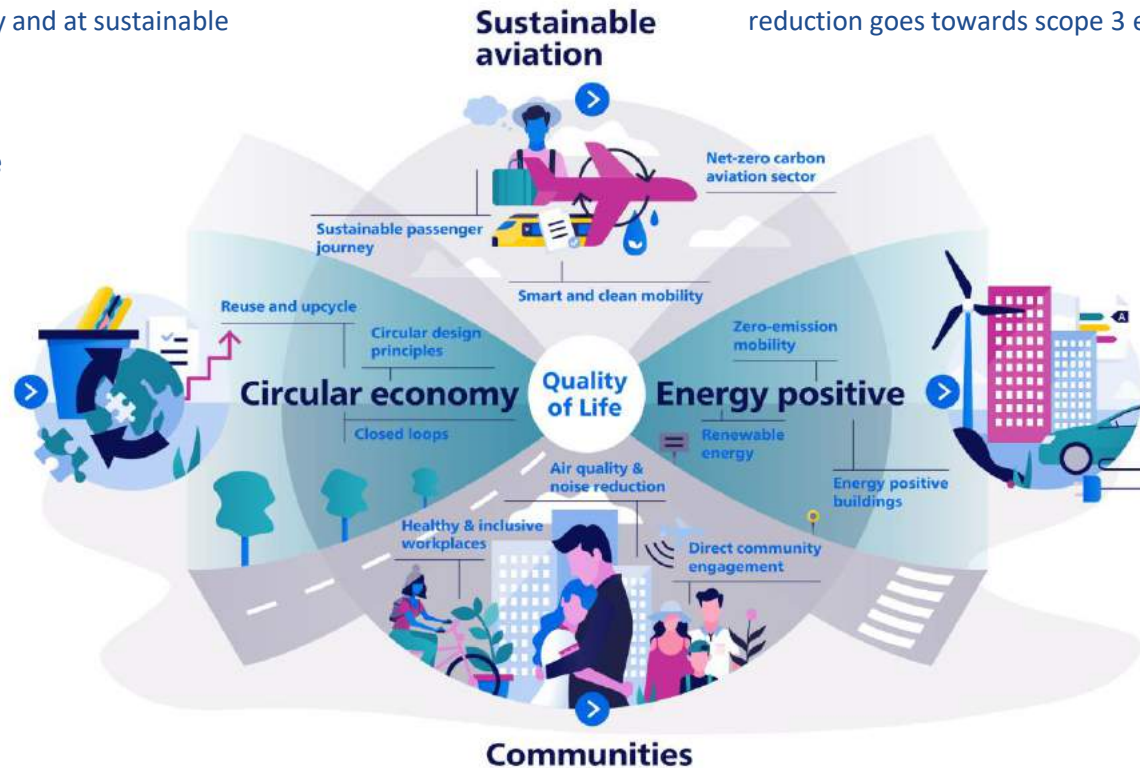 y and at sustainable
reduction goes towards scope 3 e
e
Sustainable
aviation
Net-zero carbon
aviation sector
Sustainable passenger
journey
Smart and clean mobility
Reuse and upcycle
Circular design
principles
Circular economy
Closed loops
Quality
of Life
Zero-emission
mobility
Energy positive
Renewable
energy
Energy positive
buildings
A
Air quality &
noise reduction
Healthy & inclusive
workplaces
Direct community
engagement
Communities